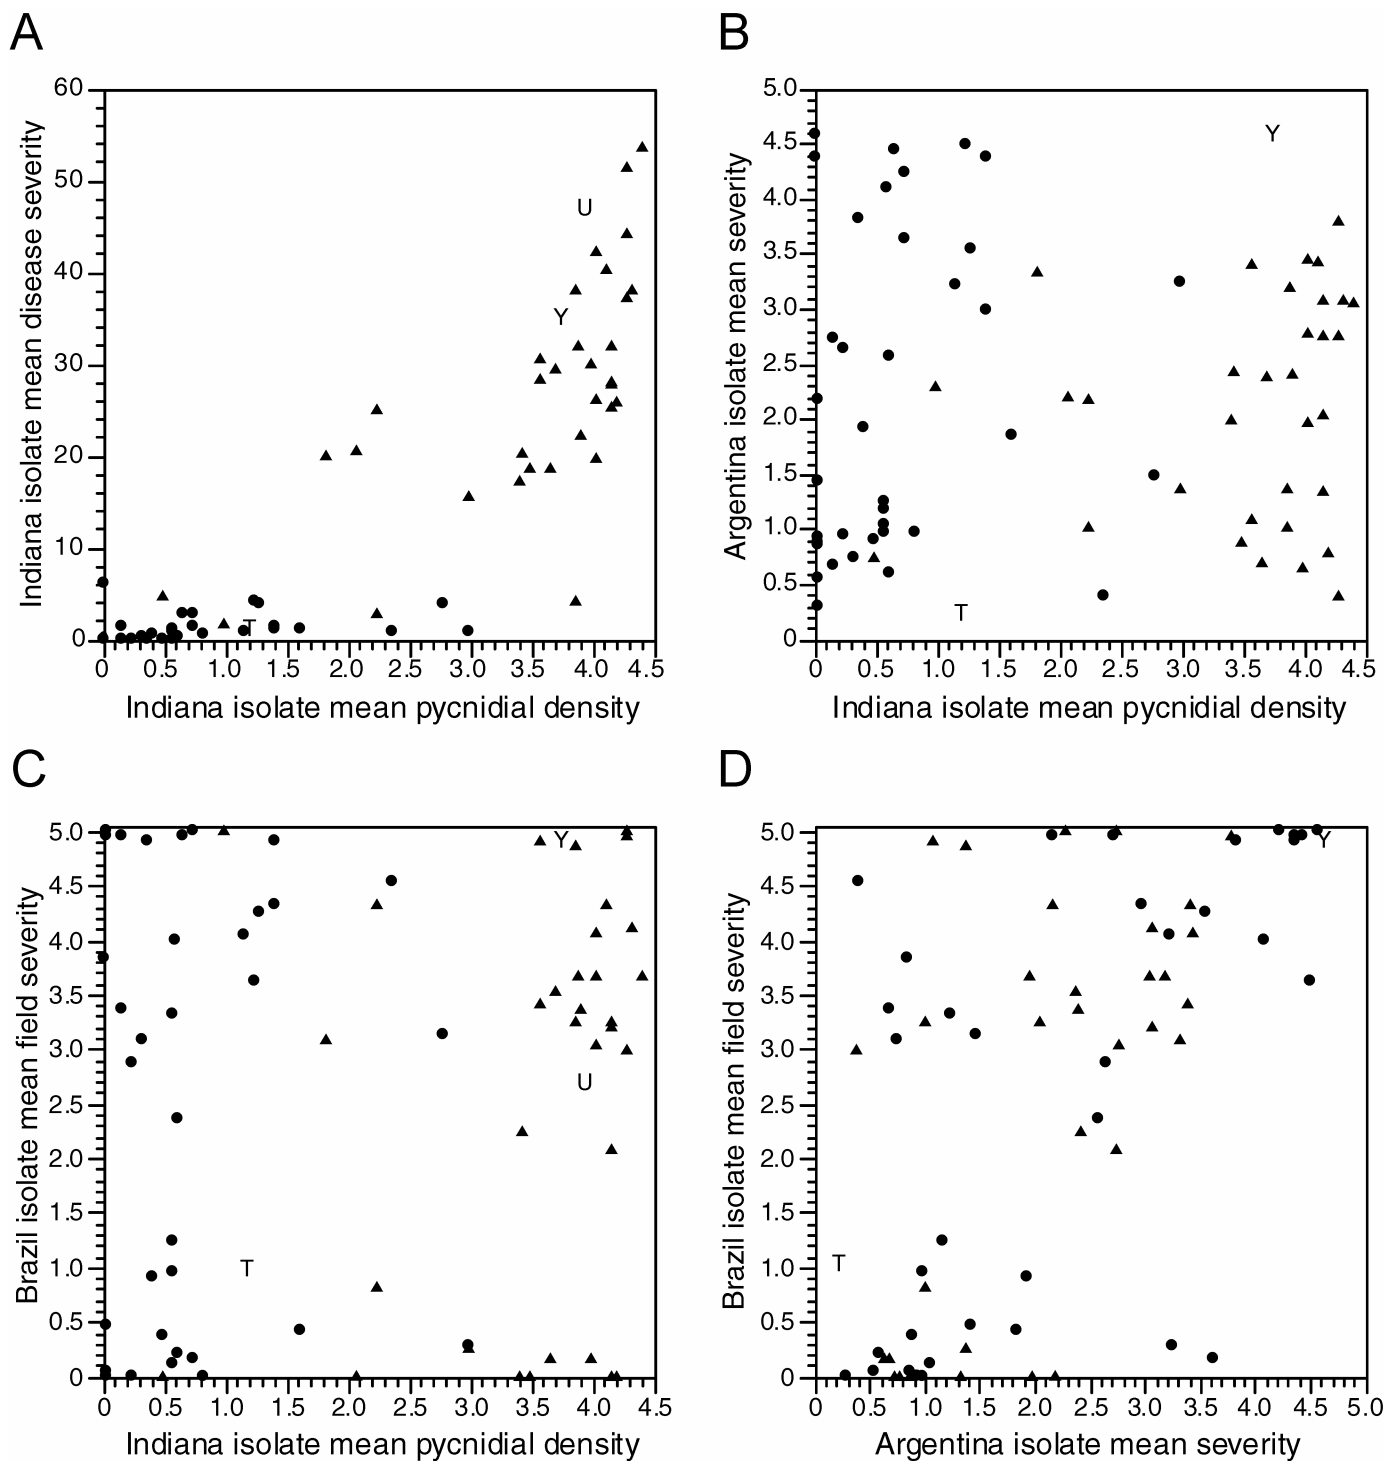 A
60
50
40
30
20
10
0
Indiana isolate mean disease severity
U
Y
T
0 0.5 1.0 1.5 2.0 2.5 3.0 3.5 4.0 4.5
Indiana isolate mean pycnidial density
B
5.0
4.5
4.0
3.5
3.0
2.5
2.0
1.5
1.0
0.5
0
Argentina isolate mean severity
Y
T
0 0.5 1.0 1.5 2.0 2.5 3.0 3.5 4.0 4.5
Indiana isolate mean pycnidial density
C
5.0
4.5
4.0
3.5
3.0
2.5
2.0
1.5
1.0
0.5
0
Brazil isolate mean field severity
Y
U
T
0 0.5 1.0 1.5 2.0 2.5 3.0 3.5 4.0 4.5
Indiana isolate mean pycnidial density
D
5.0
4.5
4.0
3.5
3.0
2.5
2.0
1.5
1.0
0.5
0
Brazil isolate mean field severity
Y
T
0 0.5 1.0 1.5 2.0 2.5 3.0 3.5 4.0 4.5 5.0
Argentina isolate mean severity